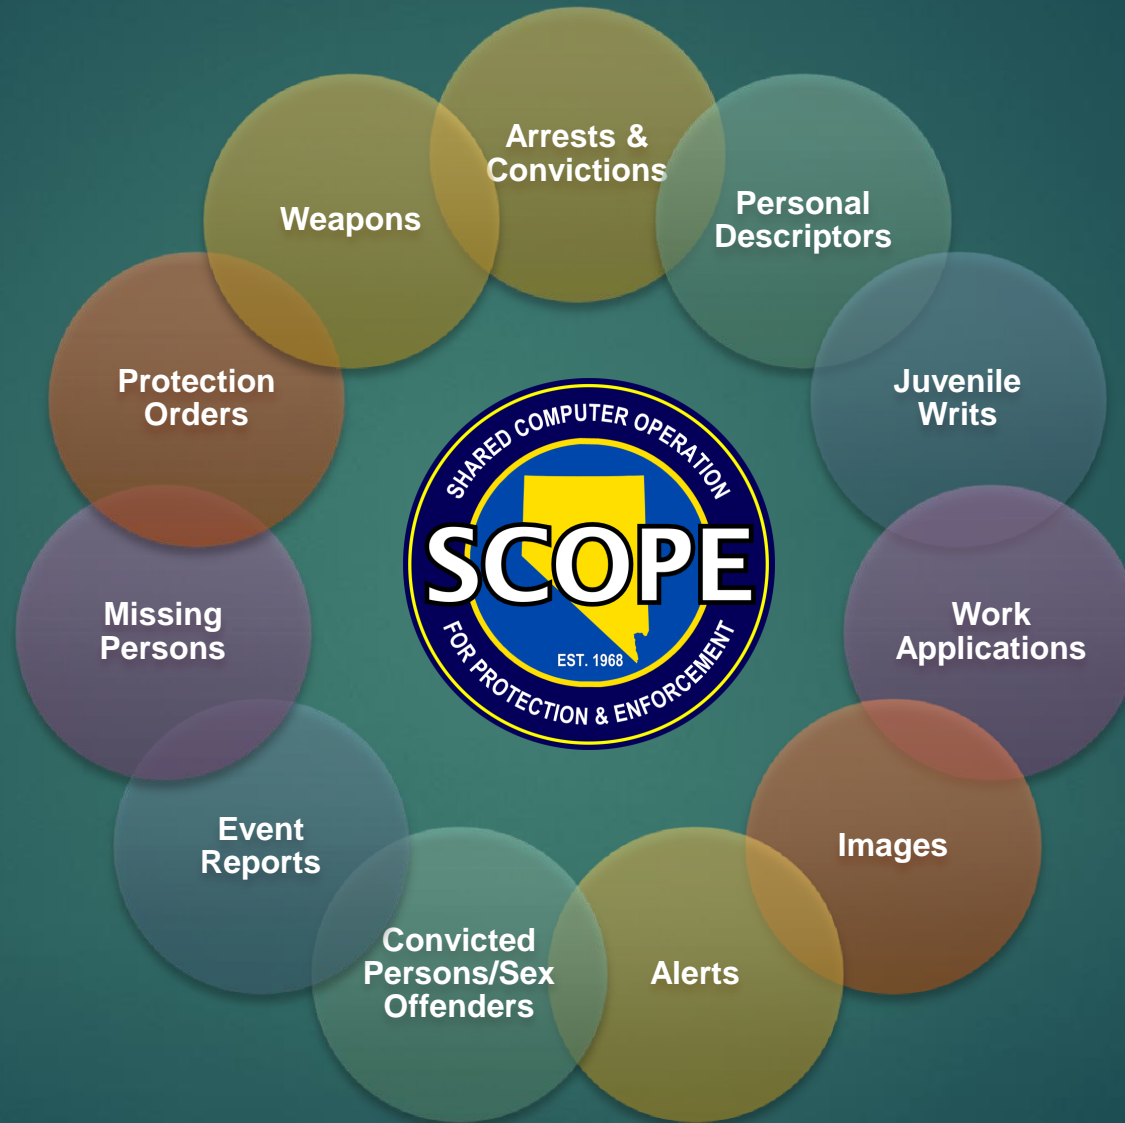 Arrests &
Convictions
Personal
Descriptors
Juvenile
Writs
Work
Applications
Images
Alerts
Convicted
Persons/Sex
Offenders
Event
Reports
Missing
Persons
Protection
Orders
Weapons
SHARED COMPUTER OPERATION
SCOPE
EST. 1968
FOR PROTECTION & ENFORCEMENT